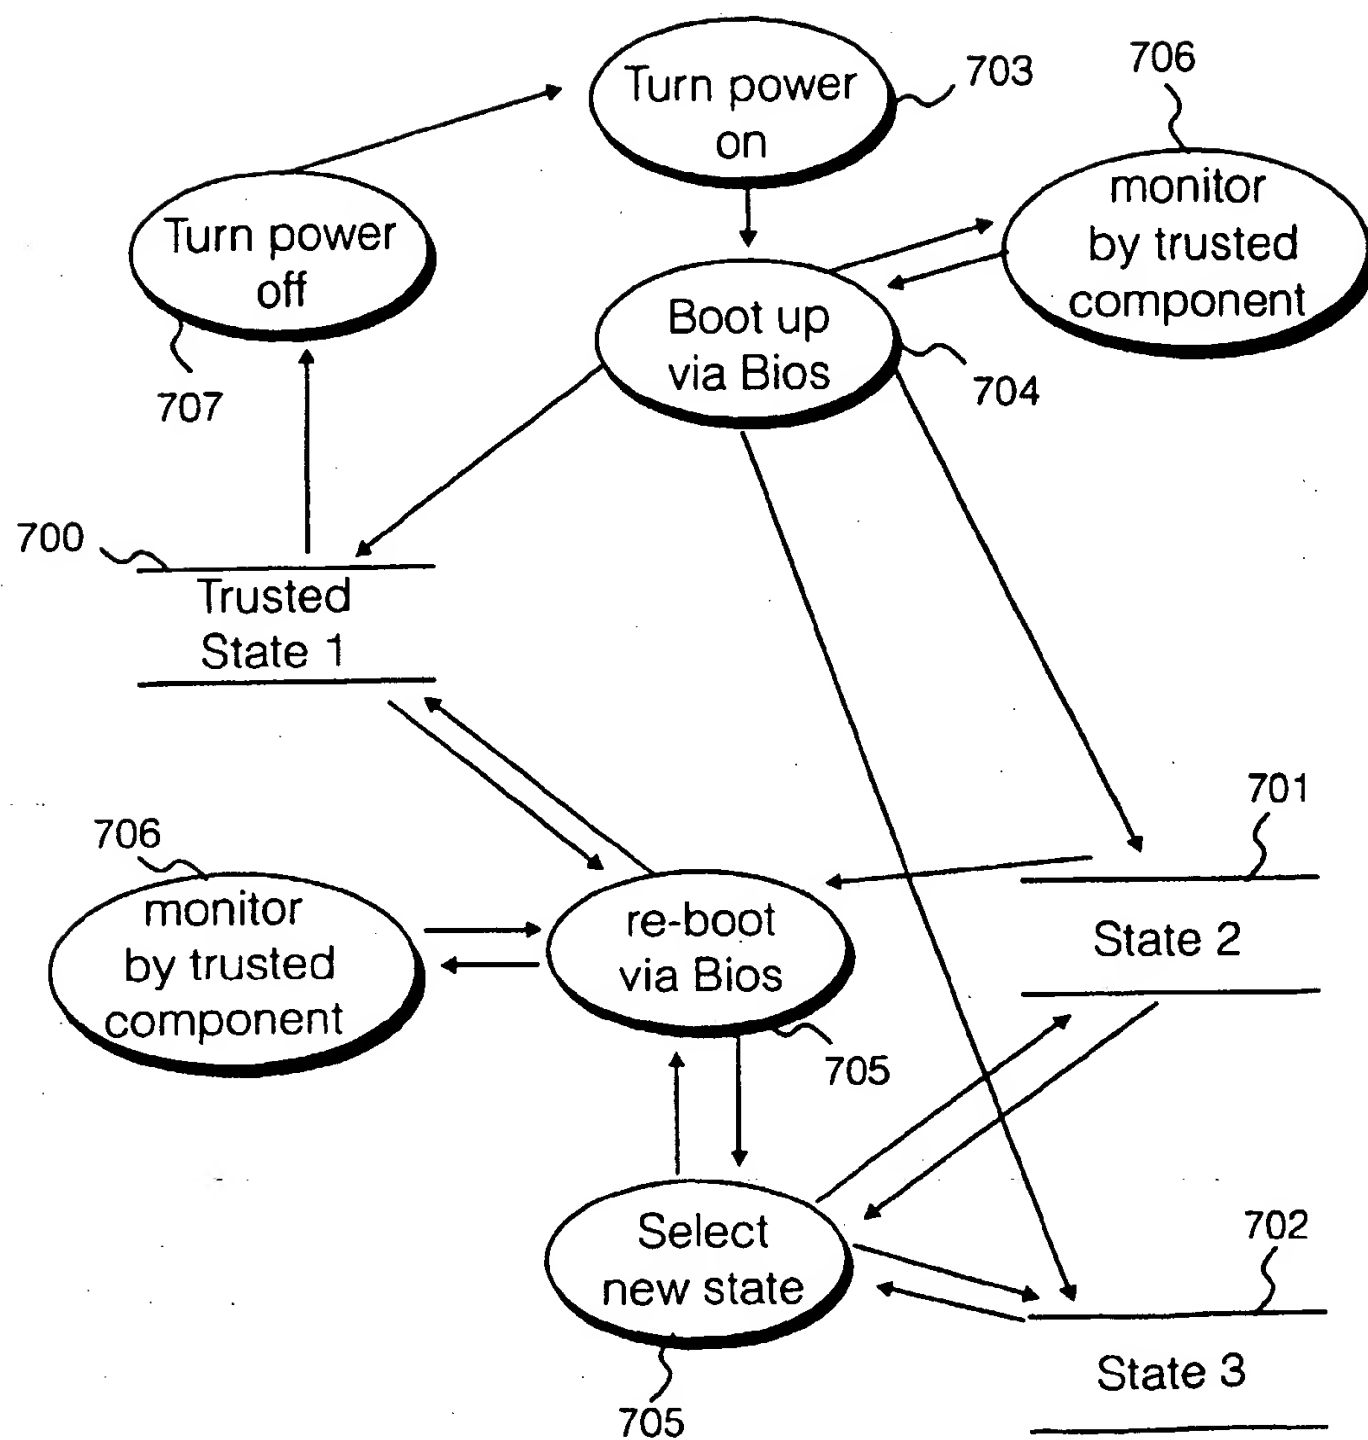 Turn power
on
703
706
monitor
by trusted
component
Turn power
off
707
Boot up
via Bios
704
700
Trusted
State 1
701
State 2
706
monitor
by trusted
component
re-boot
via Bios
705
Select
new state
705
702
State 3